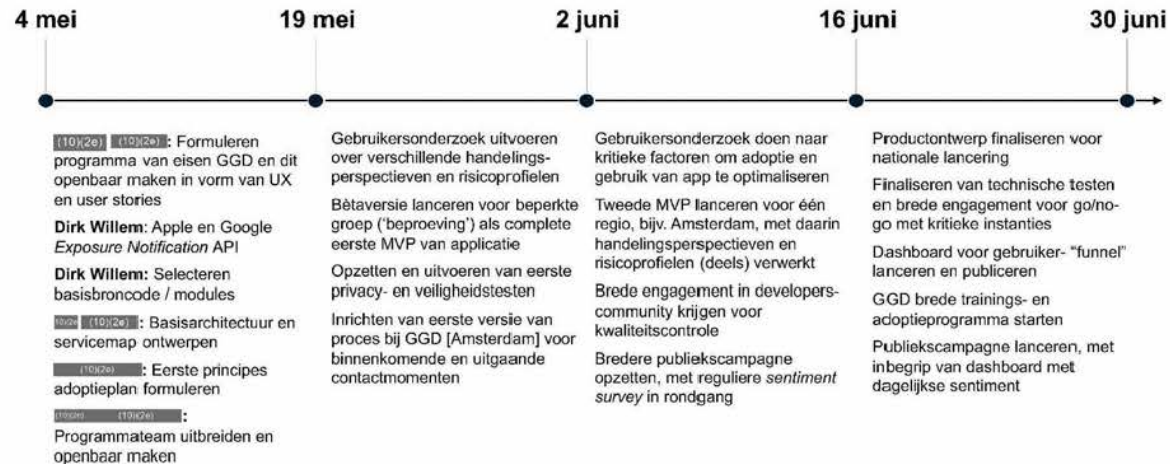 4 mei
19 mei
2 juni
16 juni
30 juni
(10)(2e) (10)(2e) : Formuleren
programma van eisen GGD en dit
openbaar maken in vorm van UX
en user stories
Dirk Willem: Apple en Google
Exposure Notification API
Dirk Willem: Selecteren
basisbroncode / modules
(10)(2e) (10)(2e) : Basisarchitectuur en
servicemap ontwerpen
(10)(2e) : Eerste principes
adoptieplan formuleren
(10)(2e) (10)(2e) :
Programmateam uitbreiden en
openbaar maken
Gebruikersonderzoek uitvoeren
over verschillende handelings-
perspectieven en risicoprofielen
Bètaversie lanceren voor beperkte
groep (‘beproeving’) als complete
eerste MVP van applicatie
Opzetten en uitvoeren van eerste
privacy- en veiligheidstesten
Inrichten van eerste versie van
proces bij GGD [Amsterdam] voor
binnenkomende en uitgaande
contactmomenten
Gebruikersonderzoek doen naar
kritieke factoren om adoptie en
gebruik van app te optimaliseren
Tweede MVP lanceren voor één
regio, bijv. Amsterdam, met daarin
handelingsperspectieven en
risicoprofielen (deels) verwerkt
Brede engagement in developers-
community krijgen voor
kwaliteitscontrole
Bredere publiekscampagne
opzetten, met reguliere sentiment
survey in rondgang
Productontwerp finaliseren voor
nationale lancering
Finaliseren van technische testen
en brede engagement voor go/no-
go met kritieke instanties
Dashboard voor gebruiker- “funnel”
lanceren en publiceren
GGD brede trainings- en
adoptieprogramma starten
Publiekscampagne lanceren, met
inbegrip van dashboard met
dagelijkse sentiment